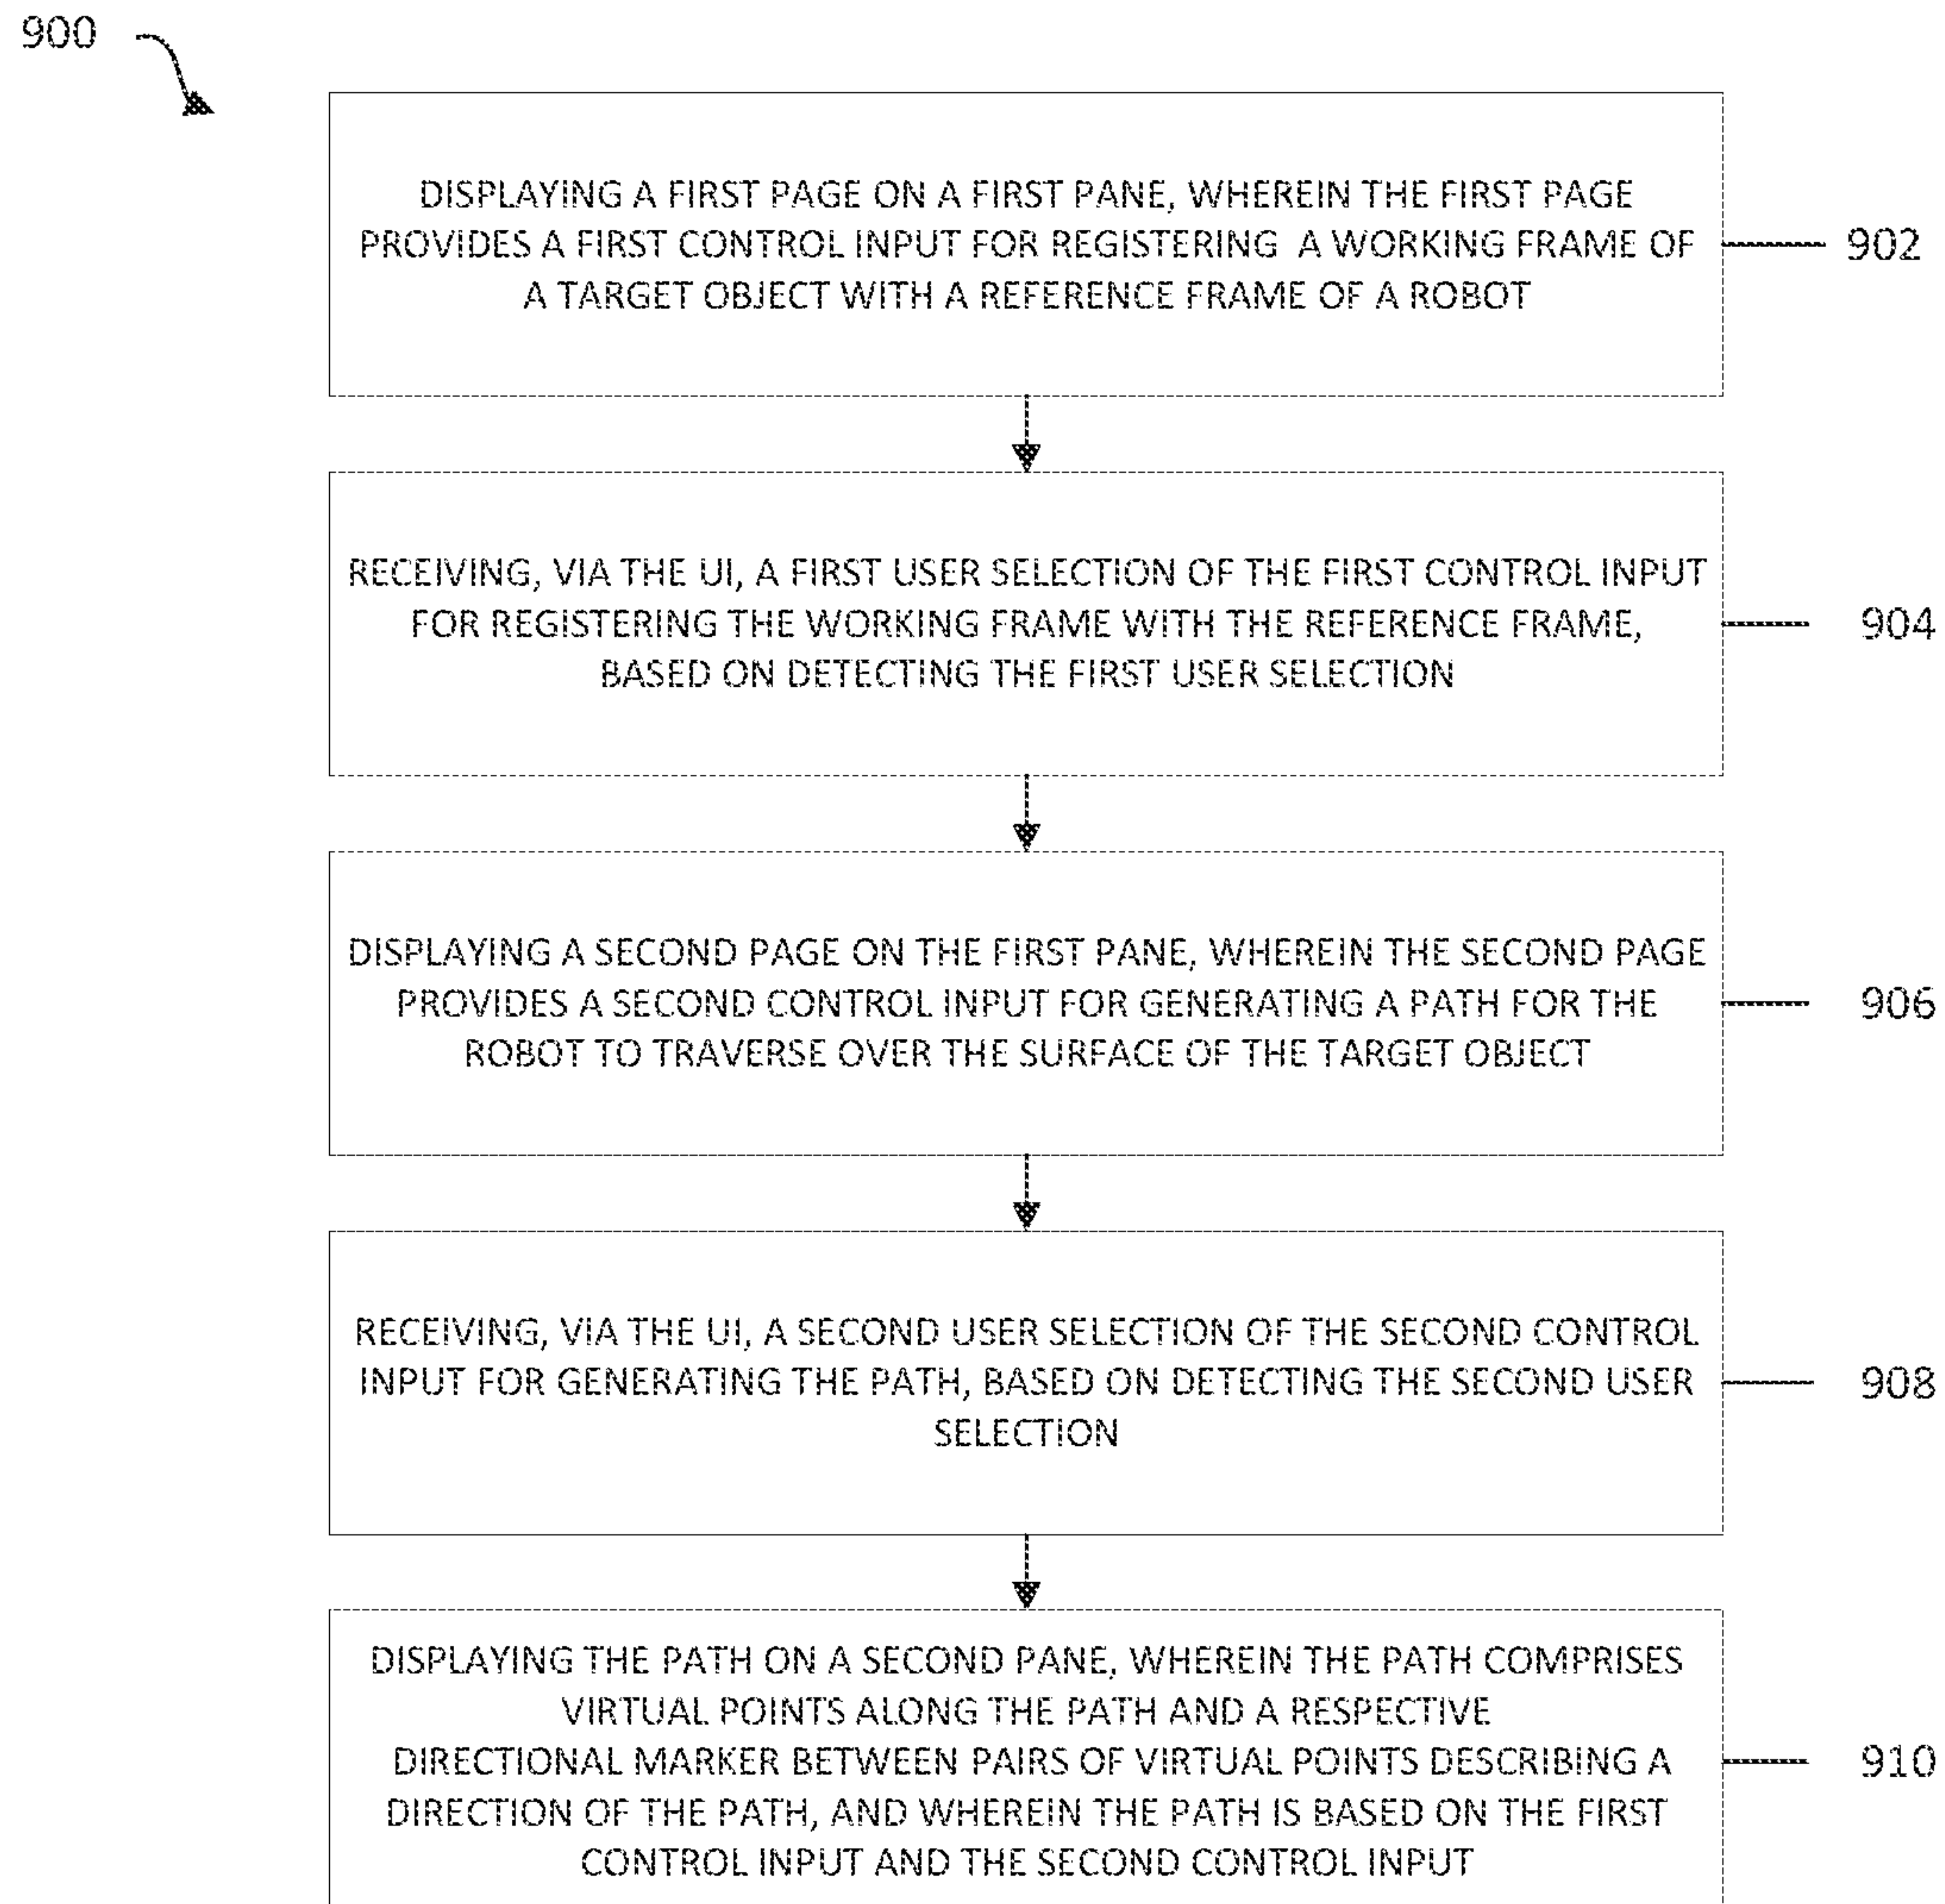 900
DISPLAYING A FIRST PAGE ON A FIRST PANE, WHEREIN THE FIRST PAGE
PROVIDES A FIRST CONTROL INPUT FOR REGISTERING A WORKING FRAME OF
A TARGET OBJECT WITH A REFERENCE FRAME OF A ROBOT
902
RECEIVING, VIA THE UI, A FIRST USER SELECTION OF THE FIRST CONTROL INPUT
FOR REGISTERING THE WORKING FRAME WITH THE REFERENCE FRAME,
BASED ON DETECTING THE FIRST USER SELECTION
904
DISPLAYING A SECOND PAGE ON THE FIRST PANE, WHEREIN THE SECOND PAGE
PROVIDES A SECOND CONTROL INPUT FOR GENERATING A PATH FOR THE
ROBOT TO TRAVERSE OVER THE SURFACE OF THE TARGET OBJECT
906
RECEIVING, VIA THE UI, A SECOND USER SELECTION OF THE SECOND CONTROL
INPUT FOR GENERATING THE PATH, BASED ON DETECTING THE SECOND USER
SELECTION
908
DISPLAYING THE PATH ON A SECOND PANE, WHEREIN THE PATH COMPRISES
VIRTUAL POINTS ALONG THE PATH AND A RESPECTIVE
DIRECTIONAL MARKER BETWEEN PAIRS OF VIRTUAL POINTS DESCRIBING A
DIRECTION OF THE PATH, AND WHEREIN THE PATH IS BASED ON THE FIRST
CONTROL INPUT AND THE SECOND CONTROL INPUT
910